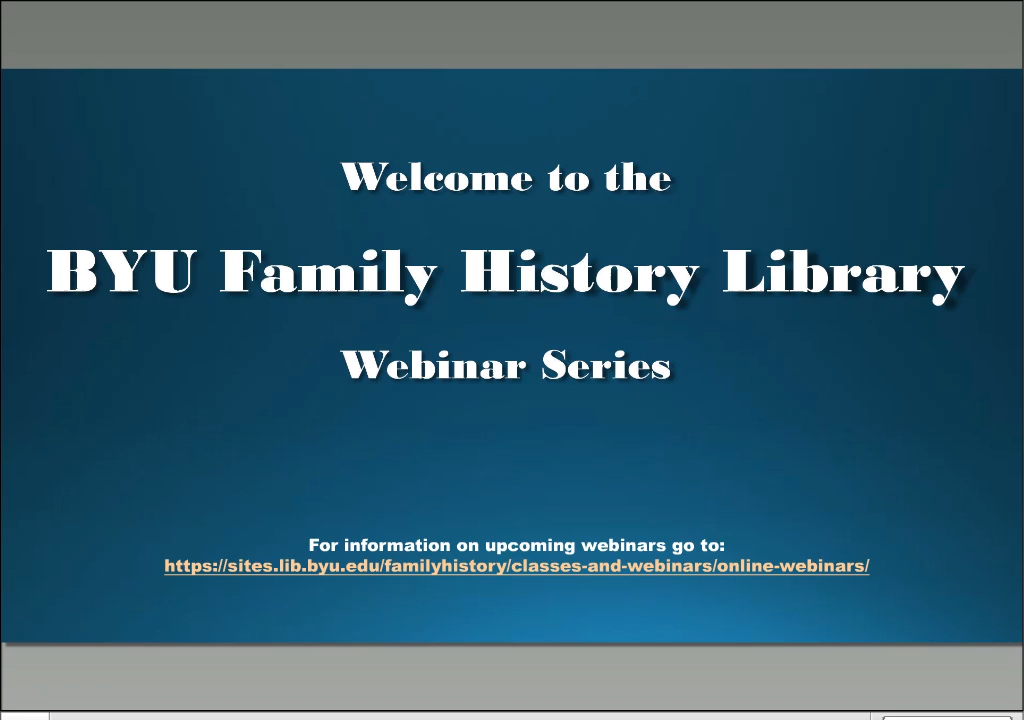 Welcome to the
BYU Family History Library
Webinar Series
For information on upcoming webinars go to:
https://sites.lib.byu.edu/familyhistory/classes-and-webinars/online-webinars/